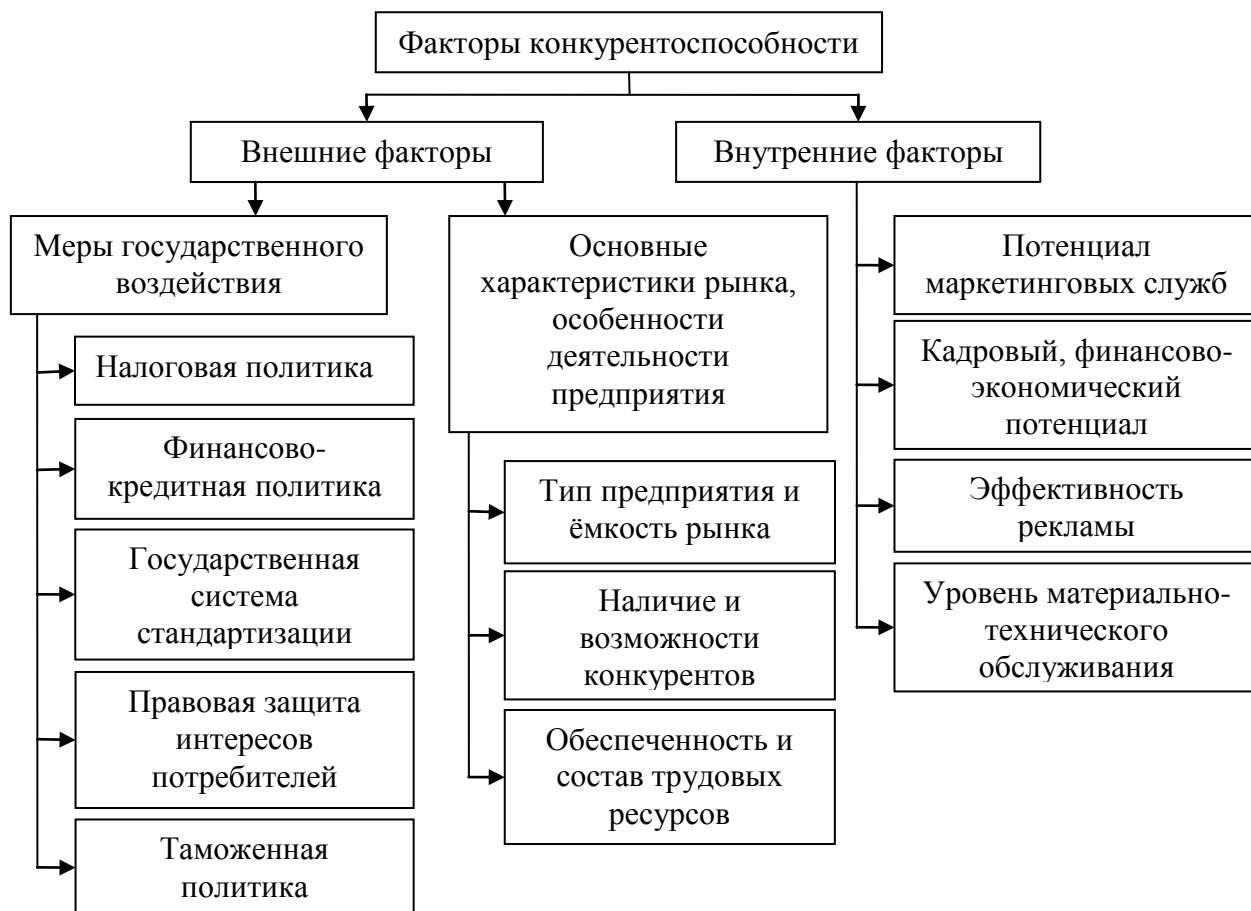 Факторы конкурентоспособности
Внешние факторы
Внутренние факторы
Меры государственного
воздействия
Налоговая политика
Финансово-
кредитная политика
Государственная
система
стандартизации
Правовая защита
интересов
потребителей
Таможенная
политика
Основные
характеристики рынка,
особенности
деятельности
предприятия
Тип предприятия и
ёмкость рынка
Наличие и
возможности
конкурентов
Обеспеченность и
состав трудовых
ресурсов
Потенциал
маркетинговых служб
Кадровый, финансово-
экономический
потенциал
Эффективность
рекламы
Уровень материально-
технического
обслуживания